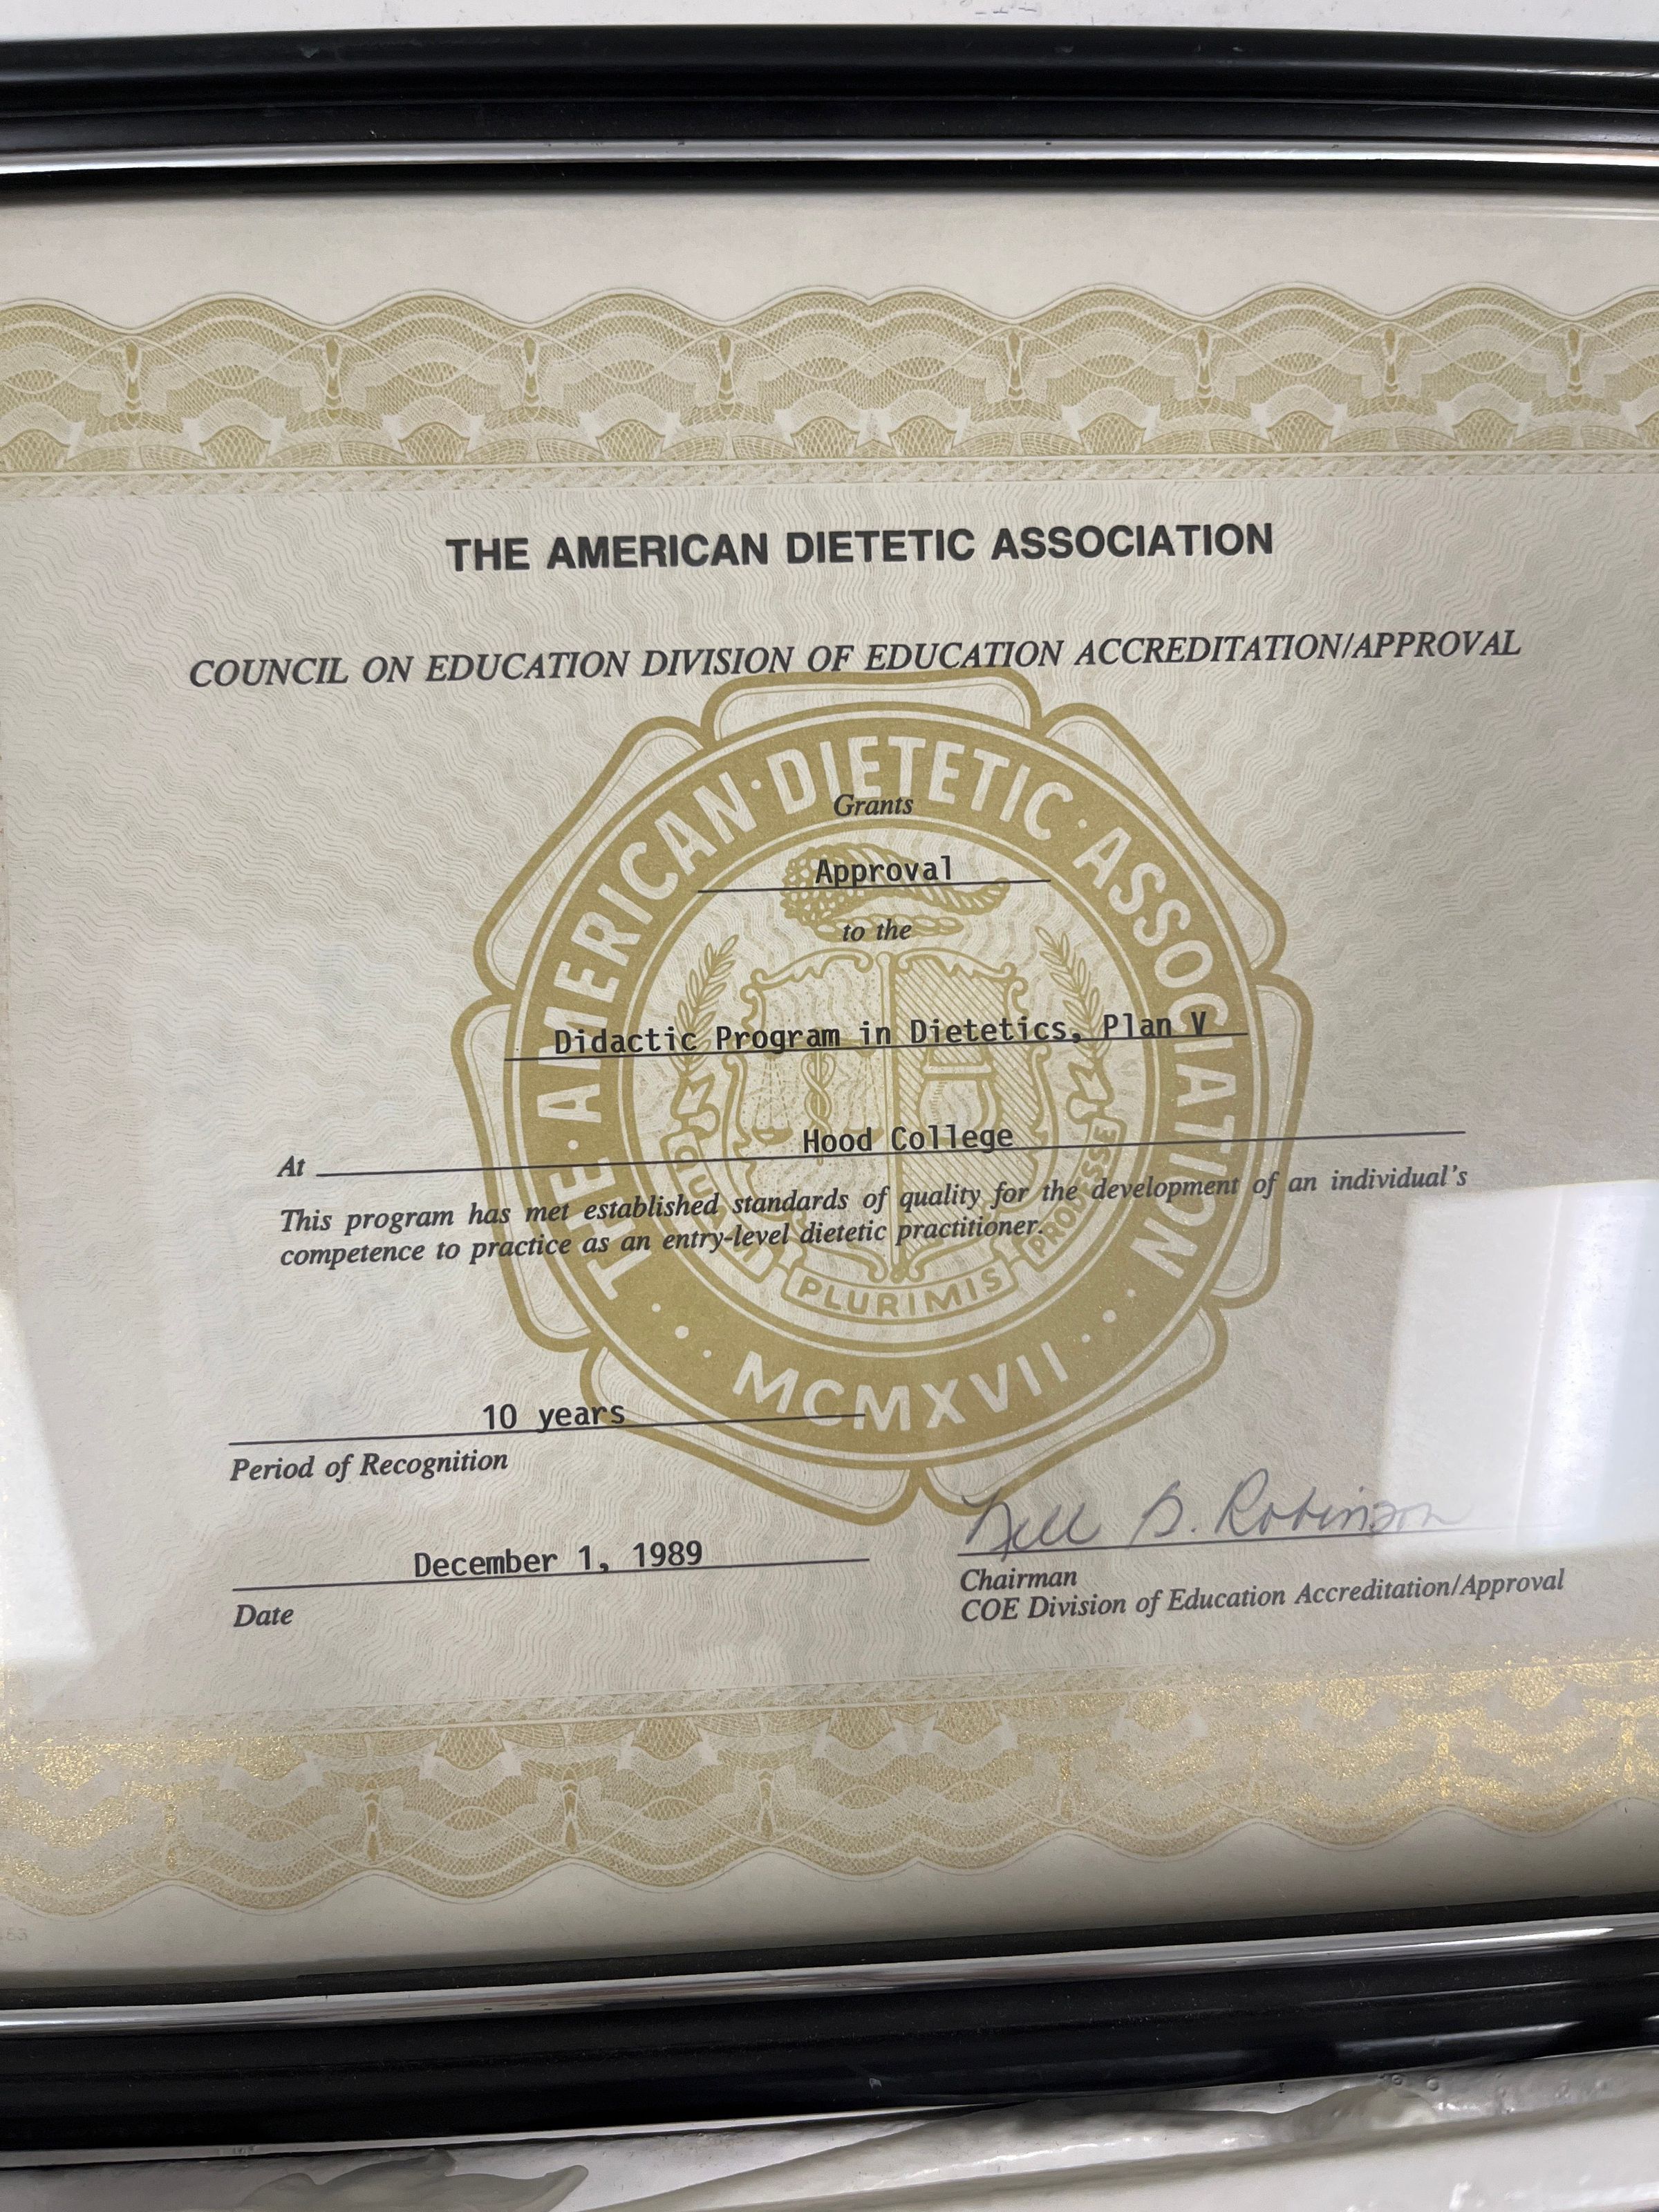 THE AMERICAN DIETETIC ASSOCIATION
COUNCIL ON EDUCATION DIVISION OF EDUCATION ACCREDITATION/APPROVAL
THE · AMERICAN · DIETETIC · ASSOCIATION
Grants
Approval
to the
Didactic Program in Dietetics, Plan V
At Hood College
This program has met established standards of quality for the development of an individual's
competence to practice as an entry-level dietetic practitioner.
PLURIMIS
PRODESSE
MCMXVII
10 years
Period of Recognition
Nell B. Robinson
December 1, 1989
Date
Chairman
COE Division of Education Accreditation/Approval